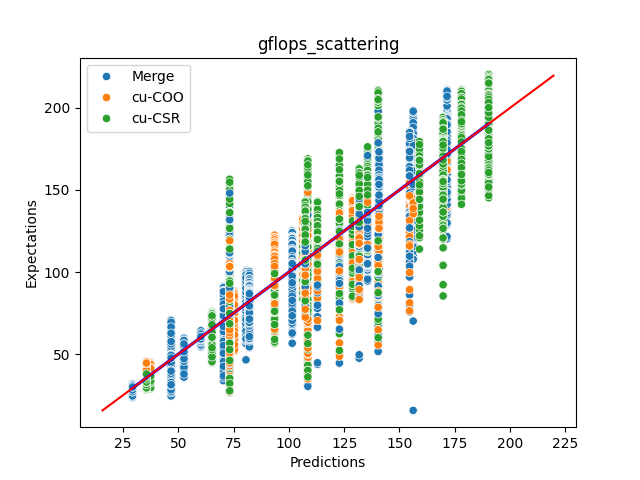 gflops_scattering
Merge
cu-COO
cu-CSR
Expectations
200
150
100
50
25
50
75
100
125
150
175
200
225
Predictions